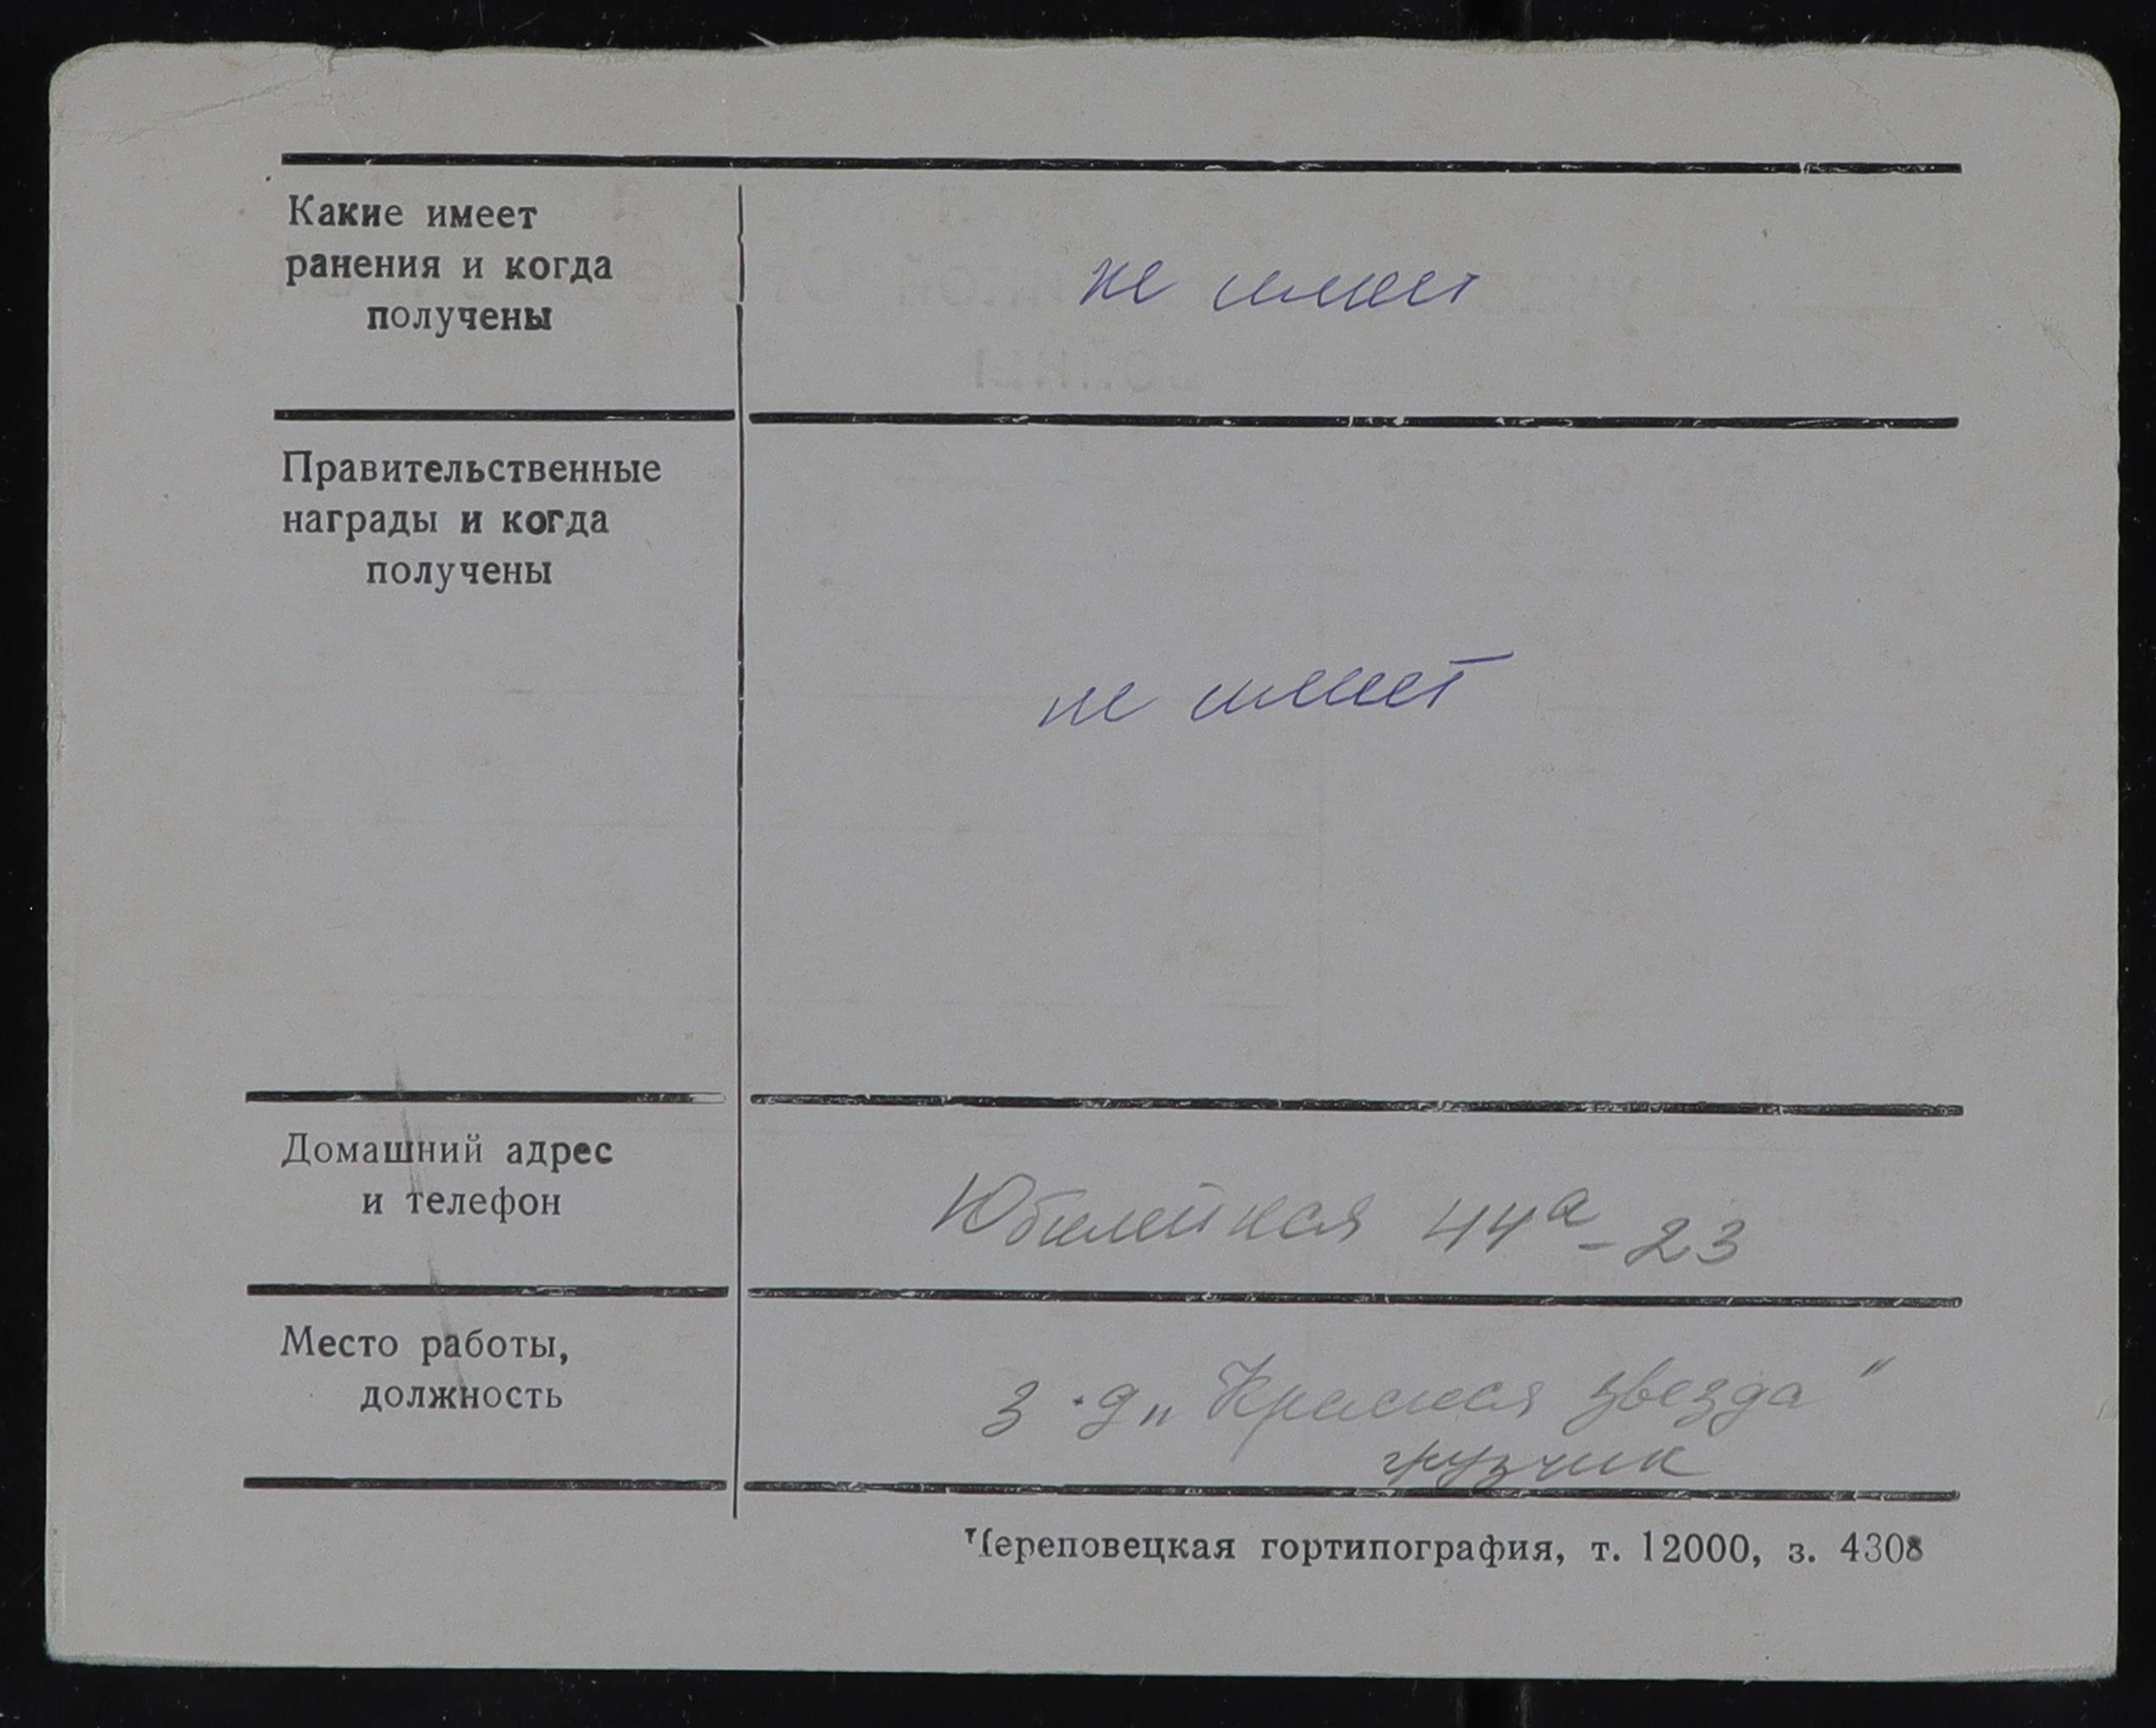 Какие имеет
ранения и когда
получены
не имеет
Правительственные
награды и когда
получены
не имеет
Домашний адрес
и телефон
Юбилейная 44а - 23
Место работы,
должность
з-д „Красная звезда"
грузчик
Череповецкая гортипография, т. 12000, з. 4308